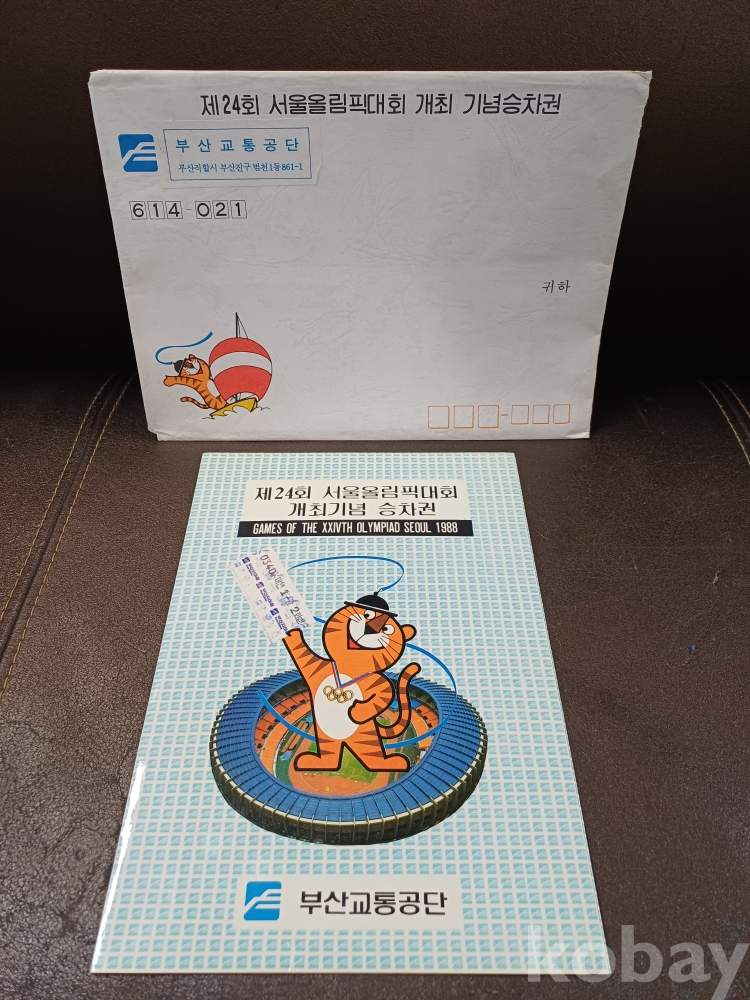 제24회 서울올림픽대회 개최 기념승차권
부산교통공단
부산직할시 부산진구 범천1동861-1
614-021
귀하
제24회 서울올림픽대회
개최기념 승차권
GAMES OF THE XXIVTH OLYMPIAD SEOUL 1988
부산교통공단
kobay